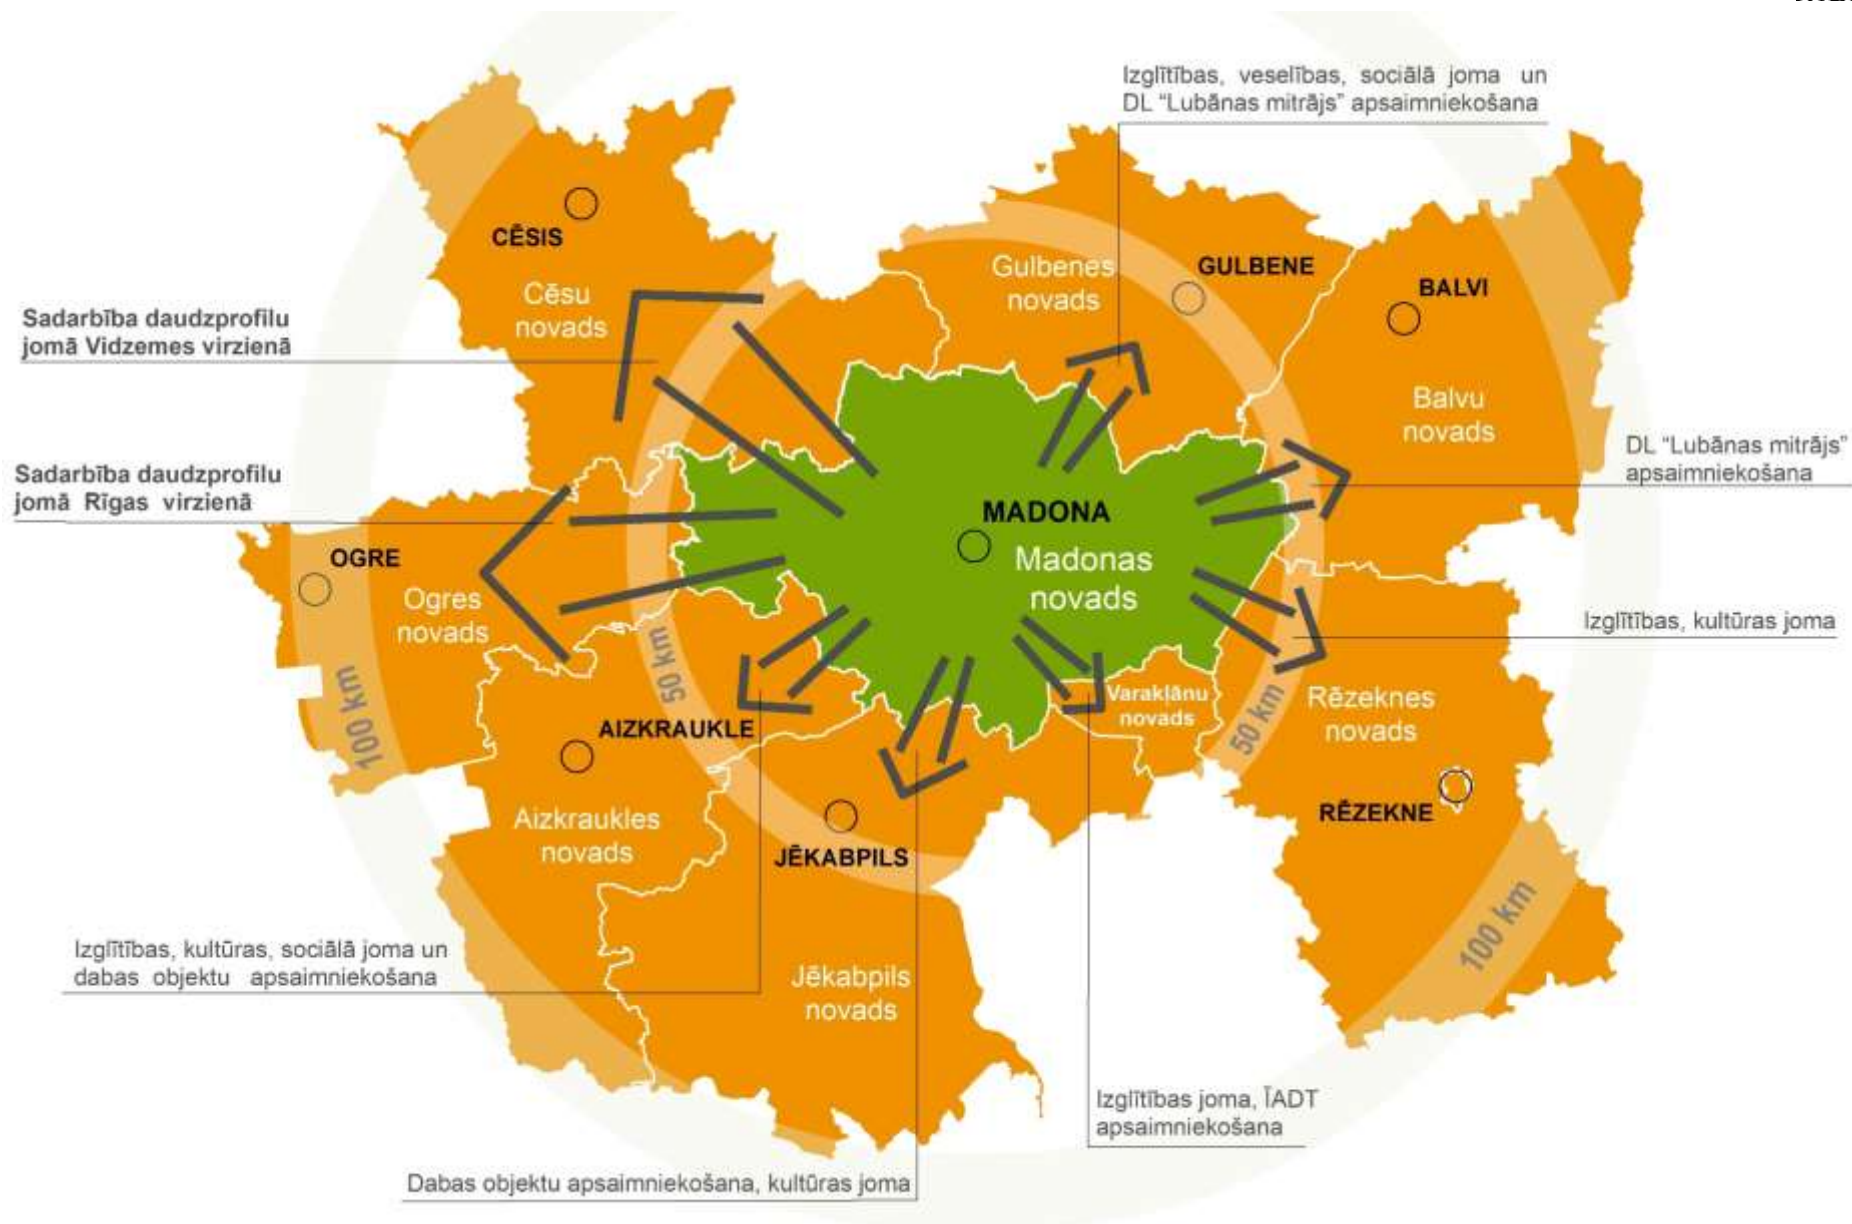 Izglītības, veselības, sociālā joma un
DL “Lubānas mitrājs” apsaimniekošana
CĒSIS
Cēsu
novads
Gulbenes
novads
GULBENE
BALVI
Sadarbība daudzprofilu
jomā Vidzemes virzienā
Balvu
novads
DL “Lubānas mitrājs”
apsaimniekošana
Sadarbība daudzprofilu
jomā Rīgas virzienā
MADONA
Madonas
novads
OGRE
Ogres
novads
Izglītības, kultūras joma
50 km
100 km
Varakļānu
novads
50 km
Rēzeknes
novads
AIZKRAUKLE
RĒZEKNE
Aizkraukles
novads
JĒKABPILS
100 km
Izglītības, kultūras, sociālā joma un
dabas objektu apsaimniekošana
Jēkabpils
novads
Izglītības joma, ĪADT
apsaimniekošana
Dabas objektu apsaimniekošana, kultūras joma